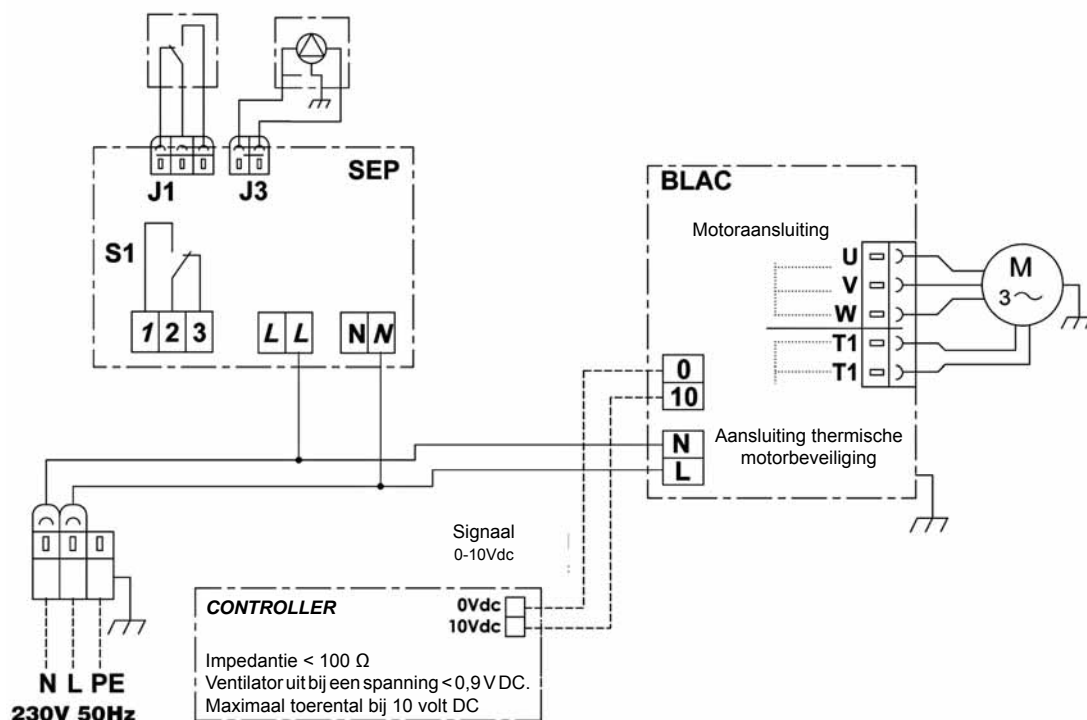 SEP
J1
J3
BLAC
Motoraansluiting
S1
U
V
W
T1
T1
M
3~
1 2 3
L L
N N
0
10
N
L
Aansluiting thermische
motorbeveiliging
Signaal
0-10Vdc
CONTROLLER
0Vdc
10Vdc
Impedantie < 100 Ω
Ventilator uit bij een spanning < 0,9 V DC.
Maximaal toerental bij 10 volt DC
N L PE
230V 50Hz